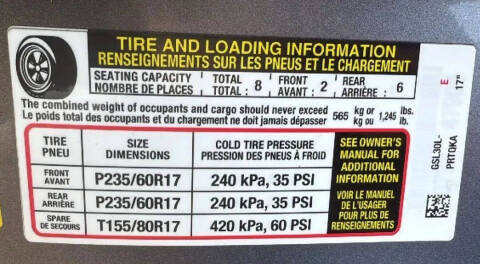 TIRE AND LOADING INFORMATION
RENSEIGNEMENTS SUR LES PNEUS ET LE CHARGEMENT
SEATING CAPACITY TOTAL FRONT REAR
NOMBRE DE PLACES TOTAL : 8 AVANT : 2 ARRIÈRE : 6
The combined weight of occupants and cargo should never exceed 565 kg or 1,245 lbs.
Le poids total des occupants et du chargement ne doit jamais dépasser kg ou lb.
TIRE SIZE COLD TIRE PRESSURE
PNEU DIMENSIONS PRESSION DES PNEUS À FROID
FRONT
AVANT P235/60R17 240 kPa, 35 PSI
REAR
ARRIÈRE P235/60R17 240 kPa, 35 PSI
SPARE
DE SECOURS T155/80R17 420 kPa, 60 PSI
SEE OWNER'S
MANUAL FOR
ADDITIONAL
INFORMATION
VOIR LE MANUEL
DE L'USAGER
POUR PLUS DE
RENSEIGNEMENTS
GSL30L-
PRTOKA
E
17"